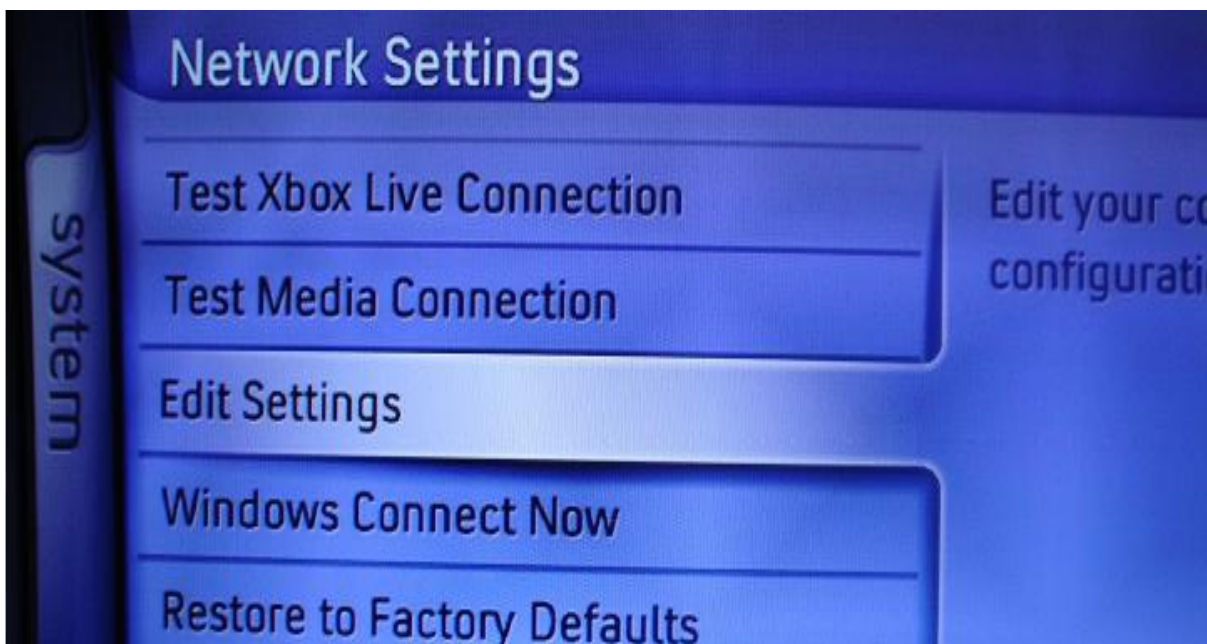 Network Settings
system
Test Xbox Live Connection
Test Media Connection
Edit Settings
Windows Connect Now
Restore to Factory Defaults
Edit your